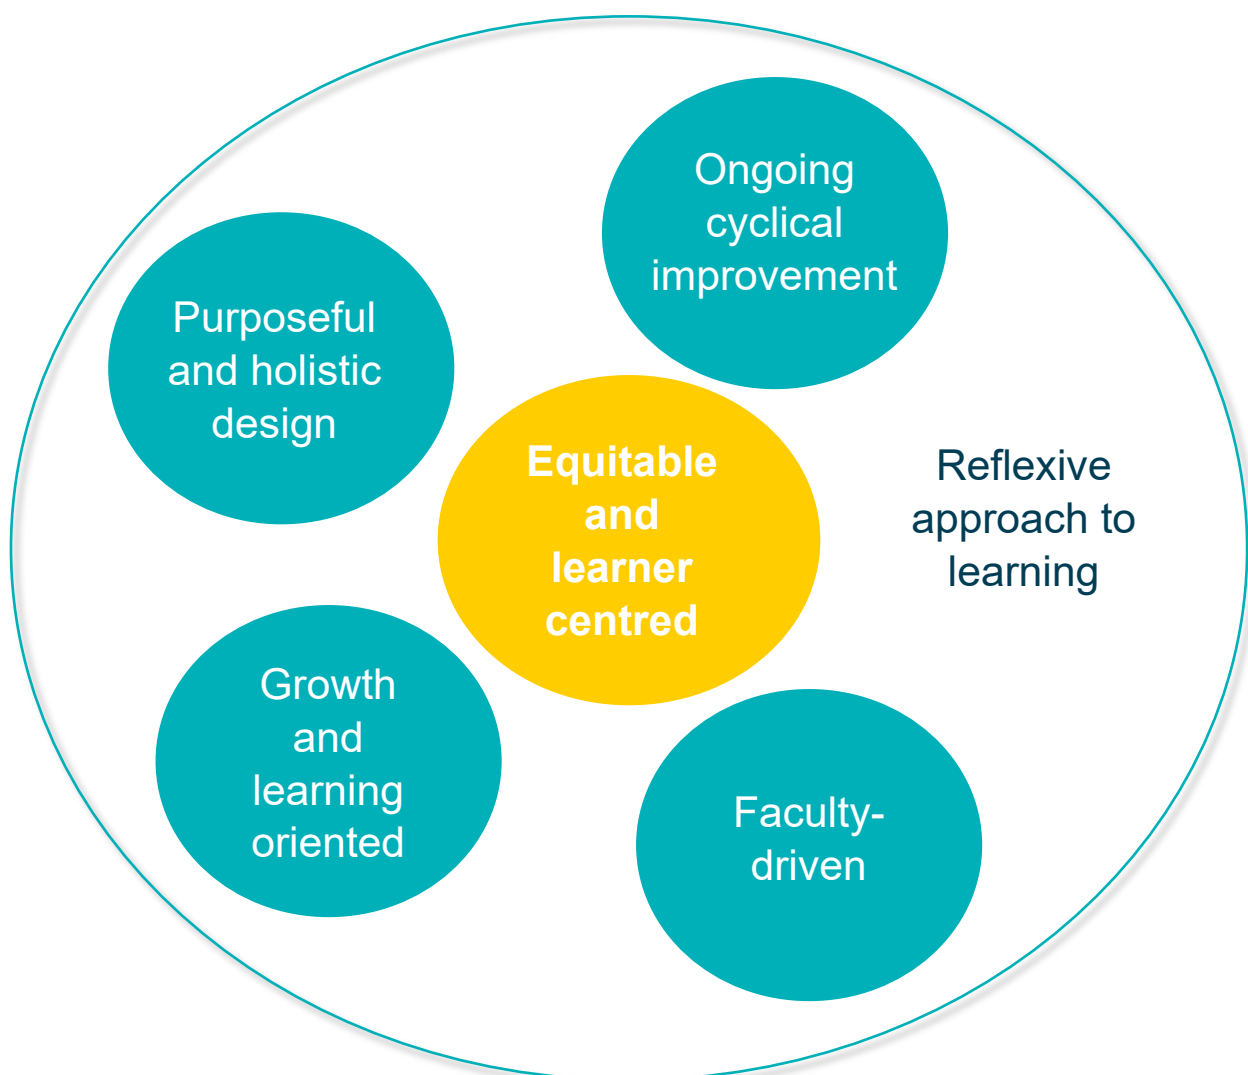 Ongoing
cyclical
improvement
Purposeful
and holistic
design
Equitable
and
learner
centred
Reflexive
approach to
learning
Growth
and
learning
oriented
Faculty-
driven